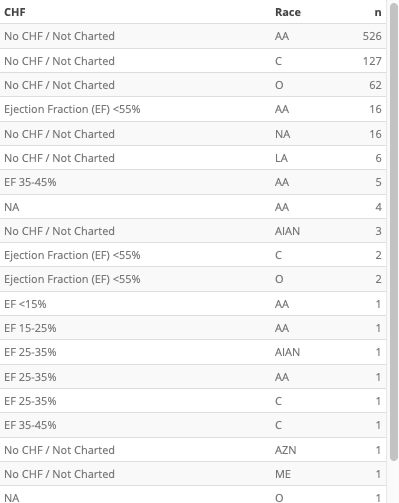 CHF Race n
No CHF / Not Charted AA 526
No CHF / Not Charted C 127
No CHF / Not Charted O 62
Ejection Fraction (EF) <55% AA 16
No CHF / Not Charted NA 16
No CHF / Not Charted LA 6
EF 35-45% AA 5
NA AA 4
No CHF / Not Charted AIAN 3
Ejection Fraction (EF) <55% C 2
Ejection Fraction (EF) <55% O 2
EF <15% AA 1
EF 15-25% AA 1
EF 25-35% AIAN 1
EF 25-35% AA 1
EF 25-35% C 1
EF 35-45% C 1
No CHF / Not Charted AZN 1
No CHF / Not Charted ME 1
NA O 1